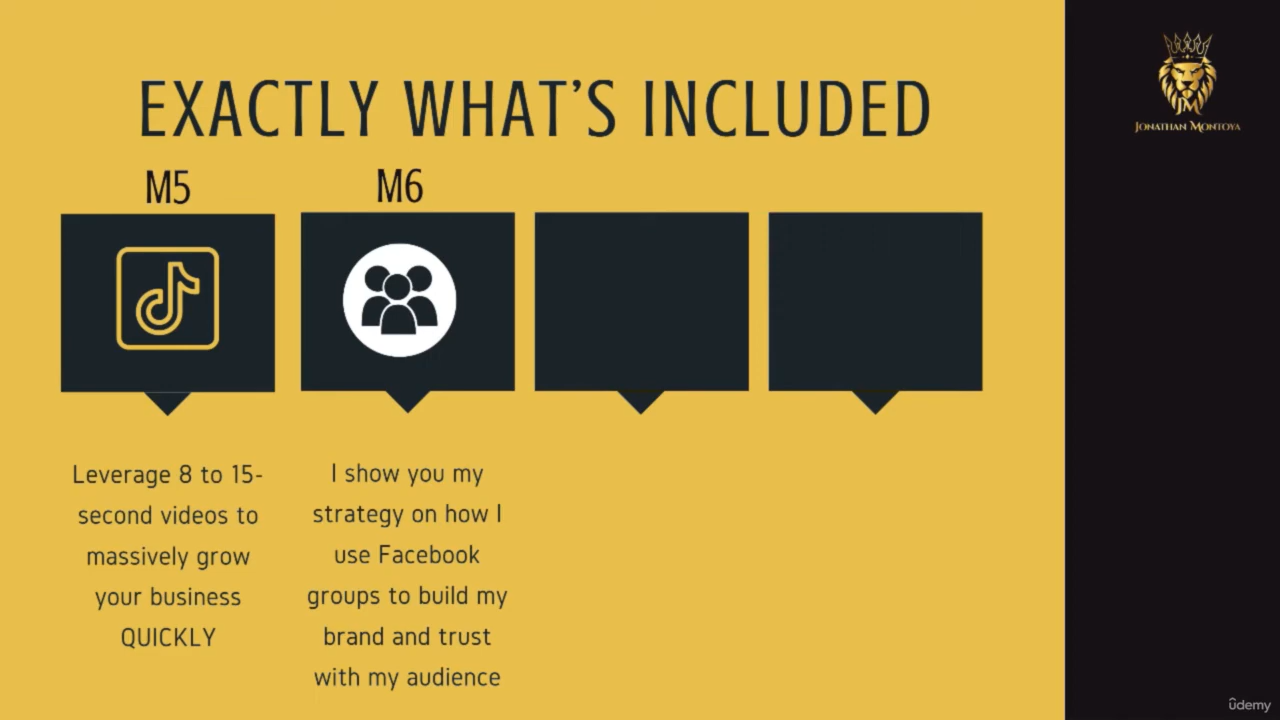 EXACTLY WHAT'S INCLUDED
M5
Leverage 8 to 15-
second videos to
massively grow
your business
QUICKLY
M6
I show you my
strategy on how I
use Facebook
groups to build my
brand and trust
with my audience
JM
JONATHAN MONTOYA
ûdemy